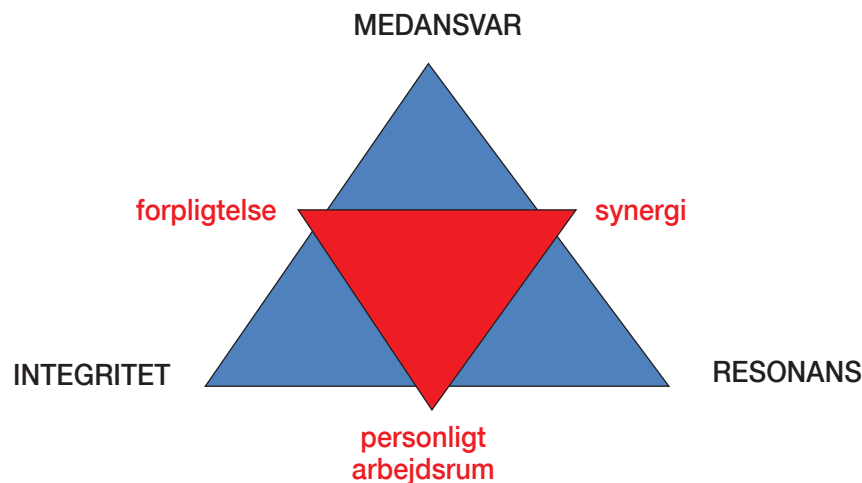 MEDANSVAR
forpligtelse
synergi
INTEGRITET
RESONANS
personligt
arbejdsrum